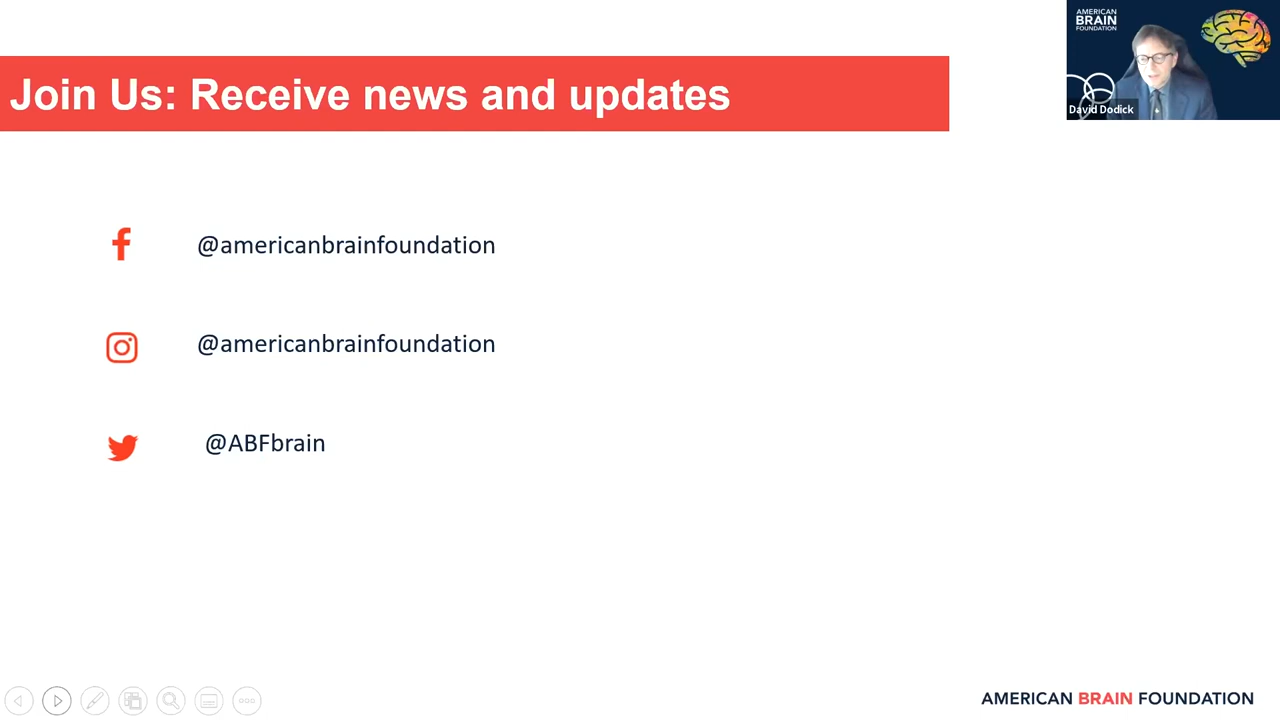 AMERICAN
BRAIN
FOUNDATION
David Dodick
Join Us: Receive news and updates
@americanbrainfoundation
@americanbrainfoundation
@ABFbrain
AMERICAN BRAIN FOUNDATION